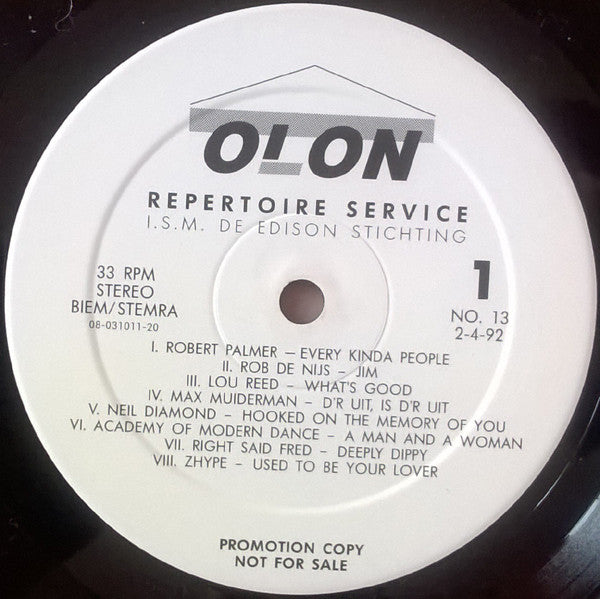 OLON
REPERTOIRE SERVICE
I.S.M. DE EDISON STICHTING
33 RPM
STEREO
BIEM/STEMRA
08-031011-20
1
NO. 13
2-4-92
I. ROBERT PALMER – EVERY KINDA PEOPLE
II. ROB DE NIJS – JIM
III. LOU REED – WHAT'S GOOD
IV. MAX MUIDERMAN – D'R UIT, IS D'R UIT
V. NEIL DIAMOND – HOOKED ON THE MEMORY OF YOU
VI. ACADEMY OF MODERN DANCE – A MAN AND A WOMAN
VII. RIGHT SAID FRED – DEEPLY DIPPY
VIII. ZHYPE – USED TO BE YOUR LOVER
PROMOTION COPY
NOT FOR SALE